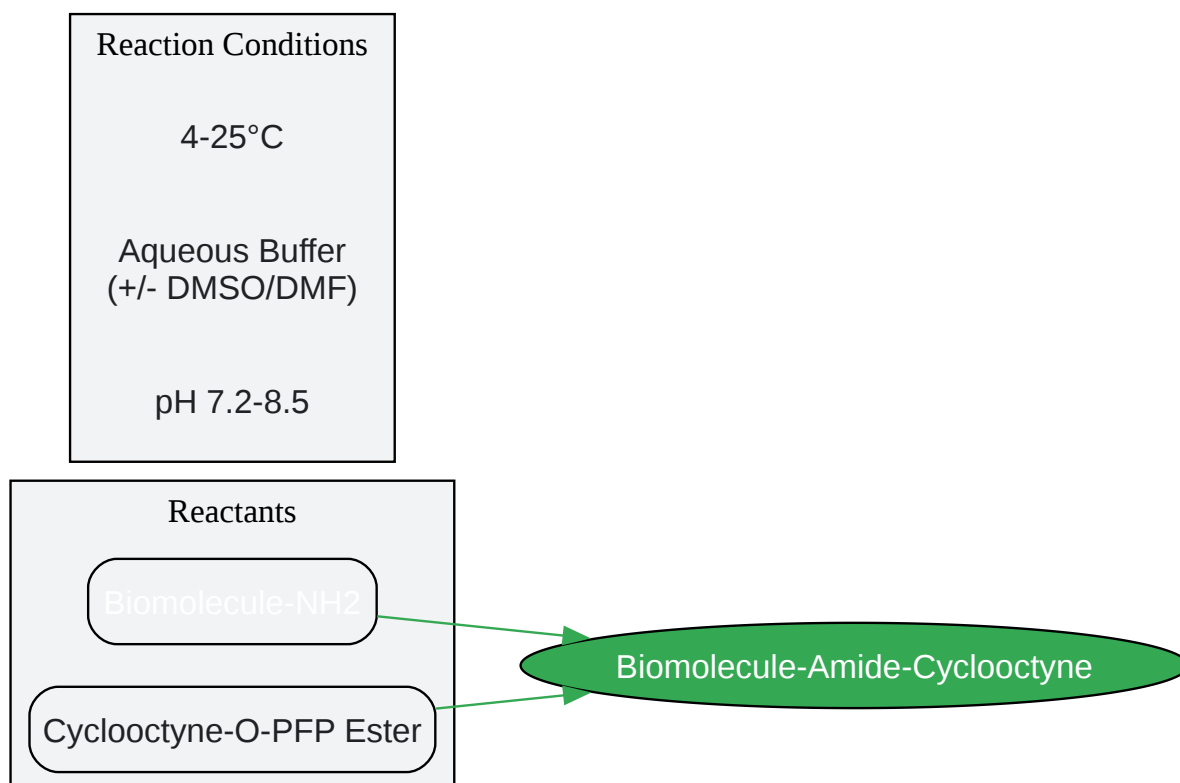 Reaction Conditions
4-25°C
Aqueous Buffer
(+/- DMSO/DMF)
pH 7.2-8.5
Reactants
Biomolecule-NH2
Cyclooctyne-O-PFP Ester
Biomolecule-Amide-Cyclooctyne